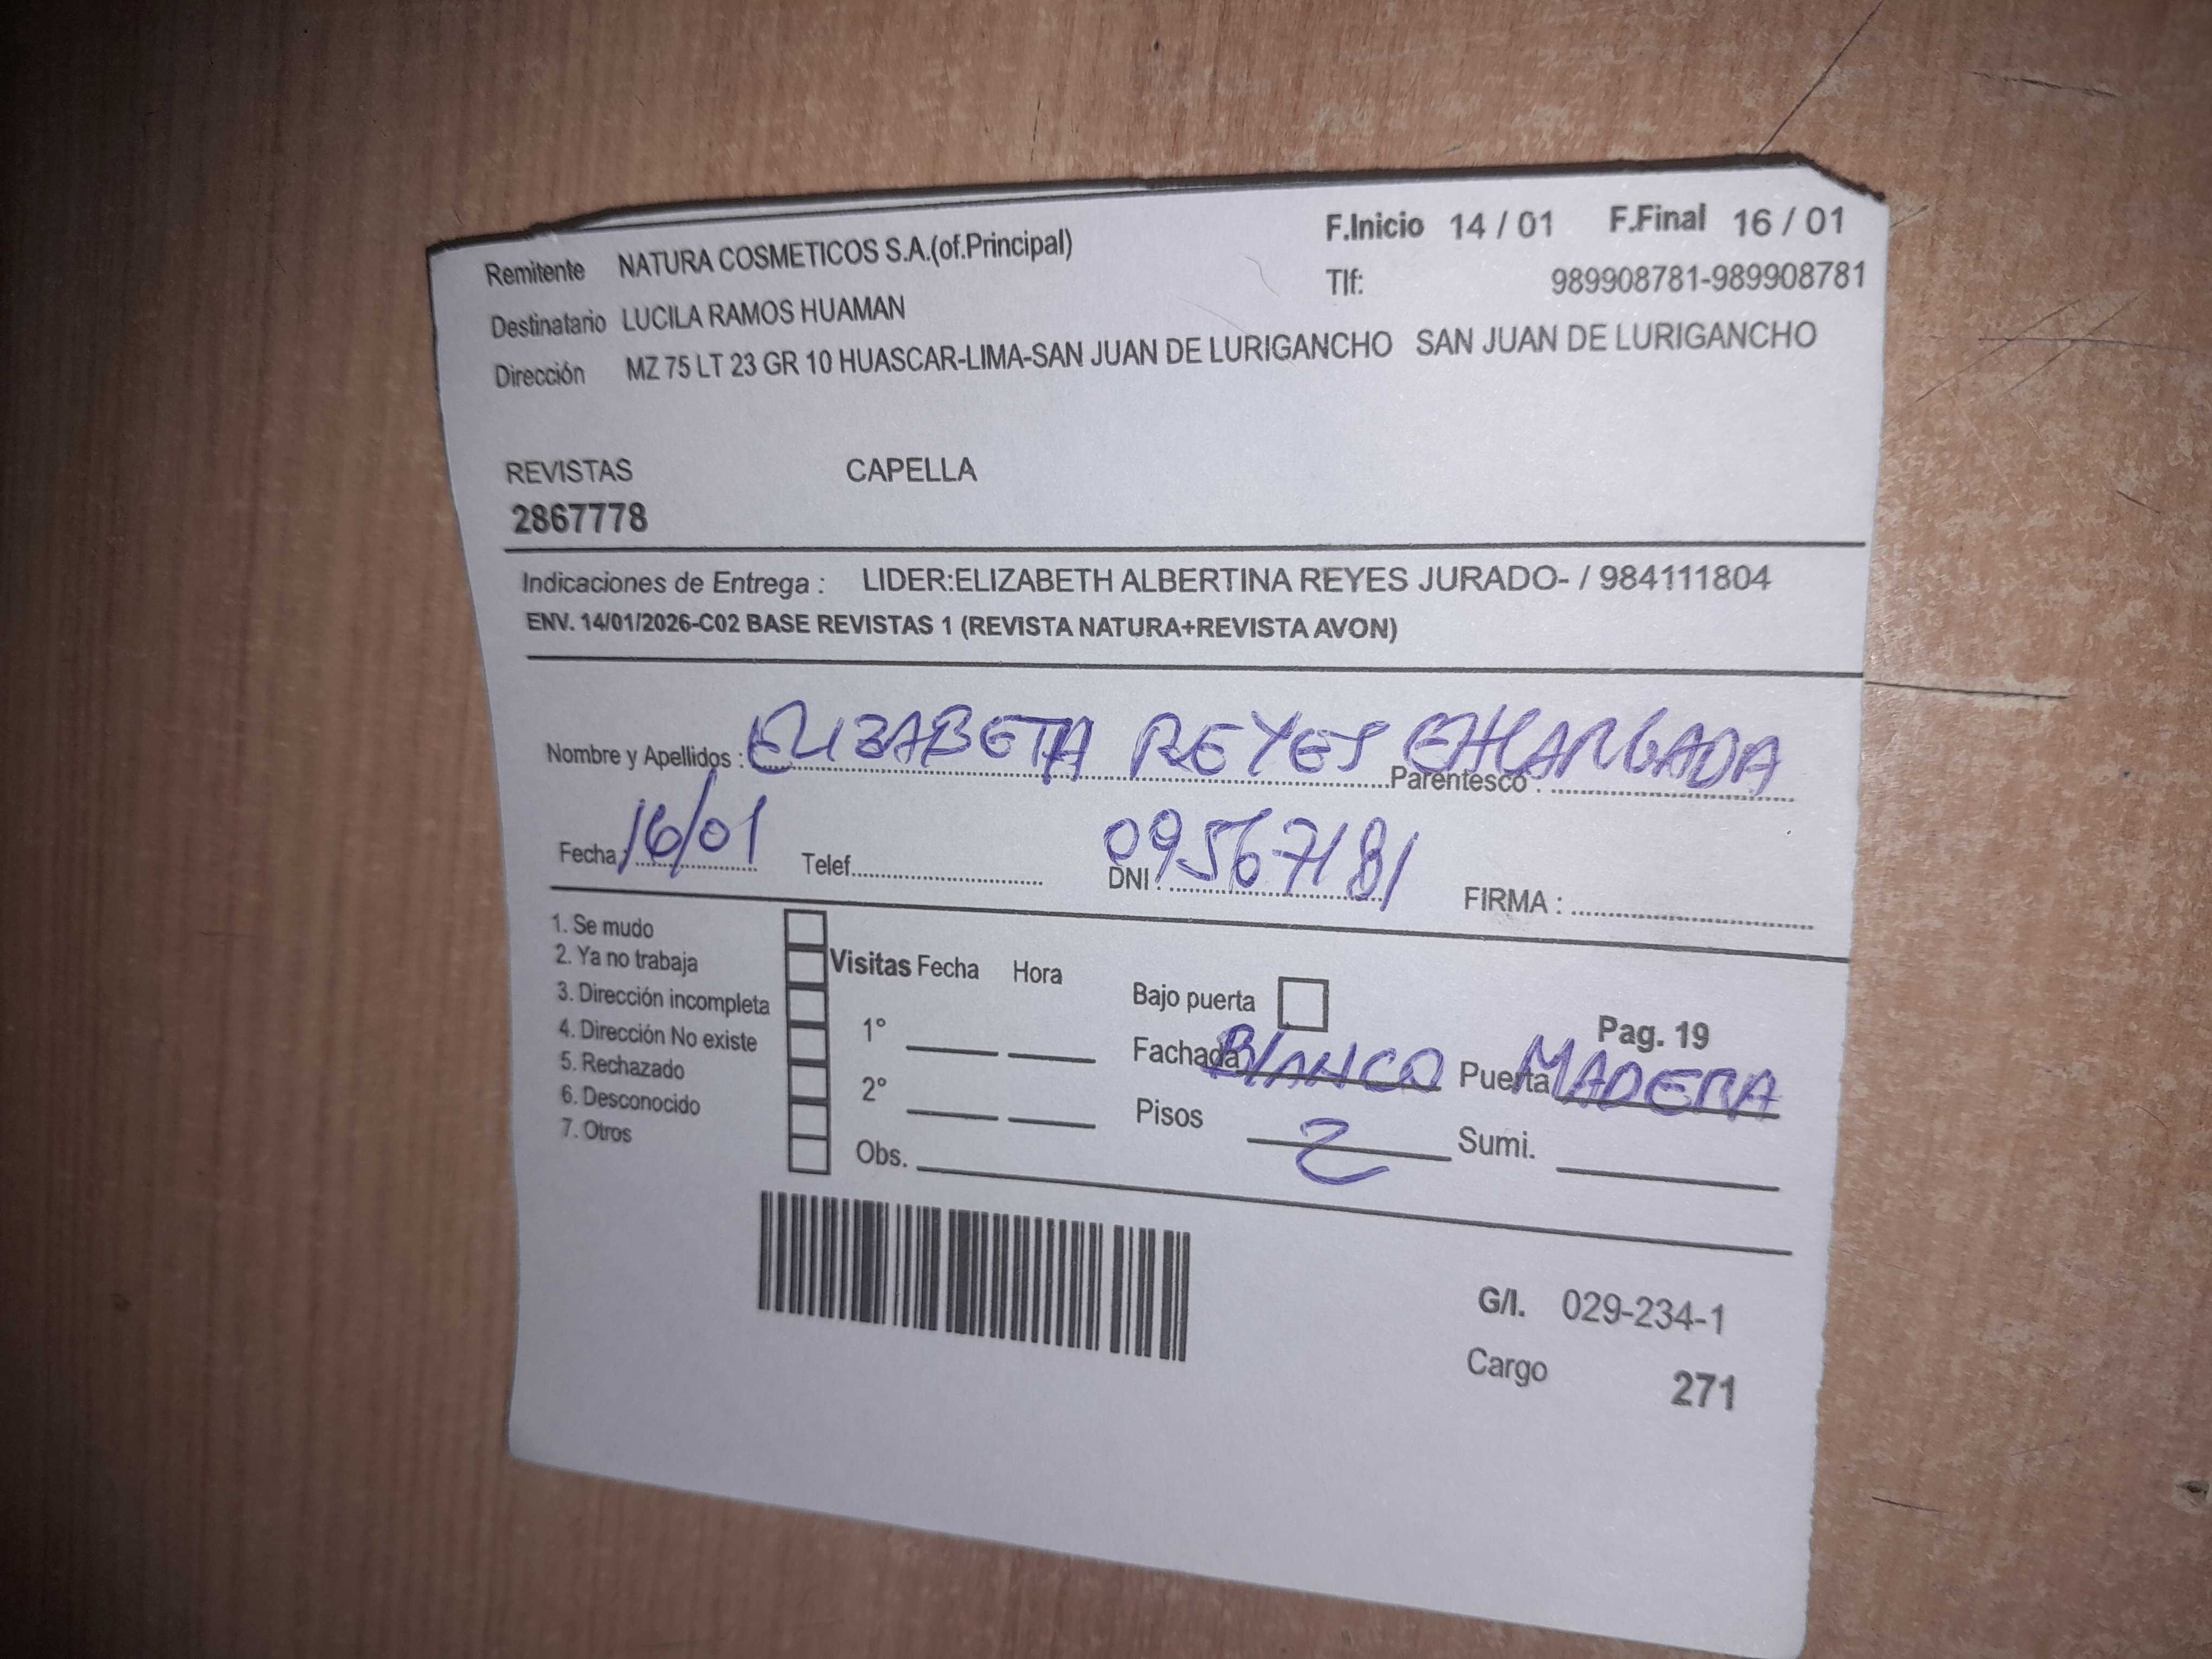 Remitente NATURA COSMETICOS S.A.(of.Principal) F.Inicio 14 / 01 F.Final 16 / 01
Destinatario LUCILA RAMOS HUAMAN Tlf: 989908781-989908781
Dirección MZ 75 LT 23 GR 10 HUASCAR-LIMA-SAN JUAN DE LURIGANCHO SAN JUAN DE LURIGANCHO
REVISTAS CAPELLA
2867778
Indicaciones de Entrega : LIDER:ELIZABETH ALBERTINA REYES JURADO- / 984111804
ENV. 14/01/2026-C02 BASE REVISTAS 1 (REVISTA NATURA+REVISTA AVON)
Nombre y Apellidos : ELIZABETH REYES Parentesco : ENCARGADA
Fecha 16/01 Telef. DNI : 09567181 FIRMA :
1. Se mudo
2. Ya no trabaja Visitas Fecha Hora
3. Dirección incompleta Bajo puerta
4. Dirección No existe 1° Pag. 19
5. Rechazado Fachada BLANCO Puerta MADERA
6. Desconocido 2° Pisos 2 Sumi.
7. Otros Obs.
G/I. 029-234-1
Cargo 271